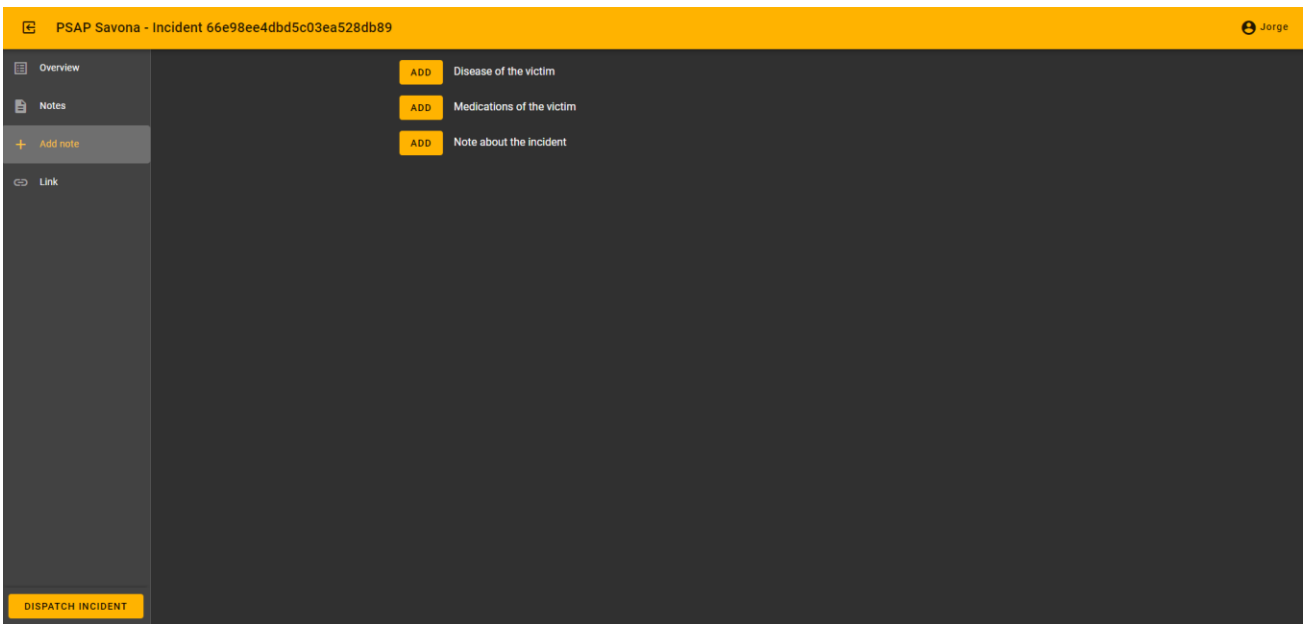 PSAP Savona - Incident 66e98ee4dbd5c03ea528db89
Jorge
Overview
Notes
Add note
Link
ADD Disease of the victim
ADD Medications of the victim
ADD Note about the incident
DISPATCH INCIDENT